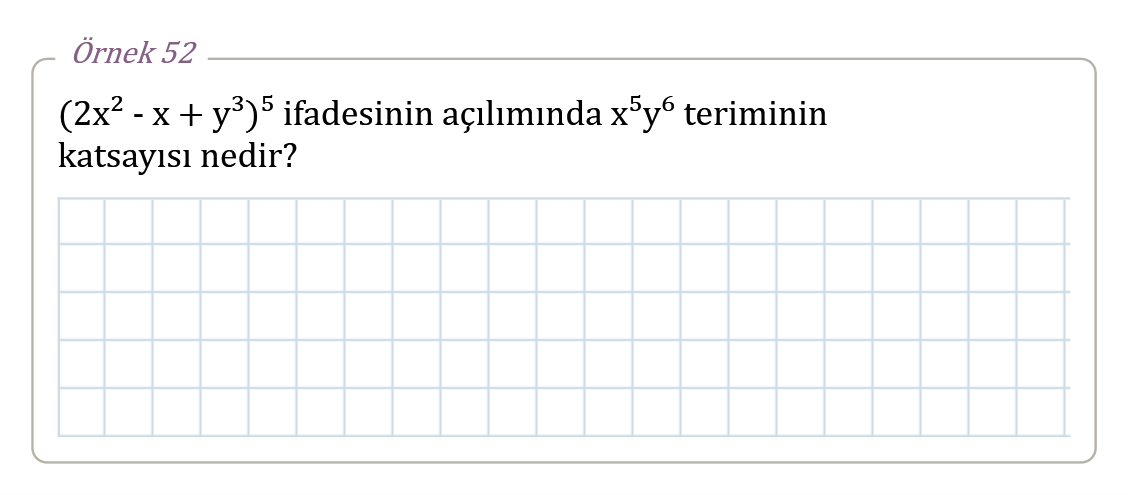 Örnek 52
(2x² - x + y³)⁵ ifadesinin açılımında x⁵y⁶ teriminin
katsayısı nedir?